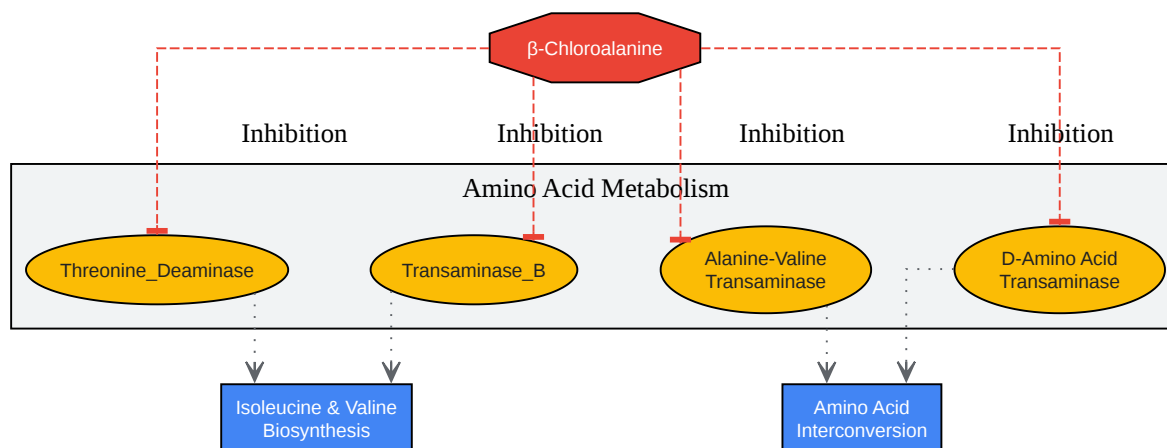 β-Chloroalanine
Inhibition
Inhibition
Inhibition
Inhibition
Amino Acid Metabolism
Threonine_Deaminase
Transaminase_B
Alanine-Valine
Transaminase
D-Amino Acid
Transaminase
Isoleucine & Valine
Biosynthesis
Amino Acid
Interconversion